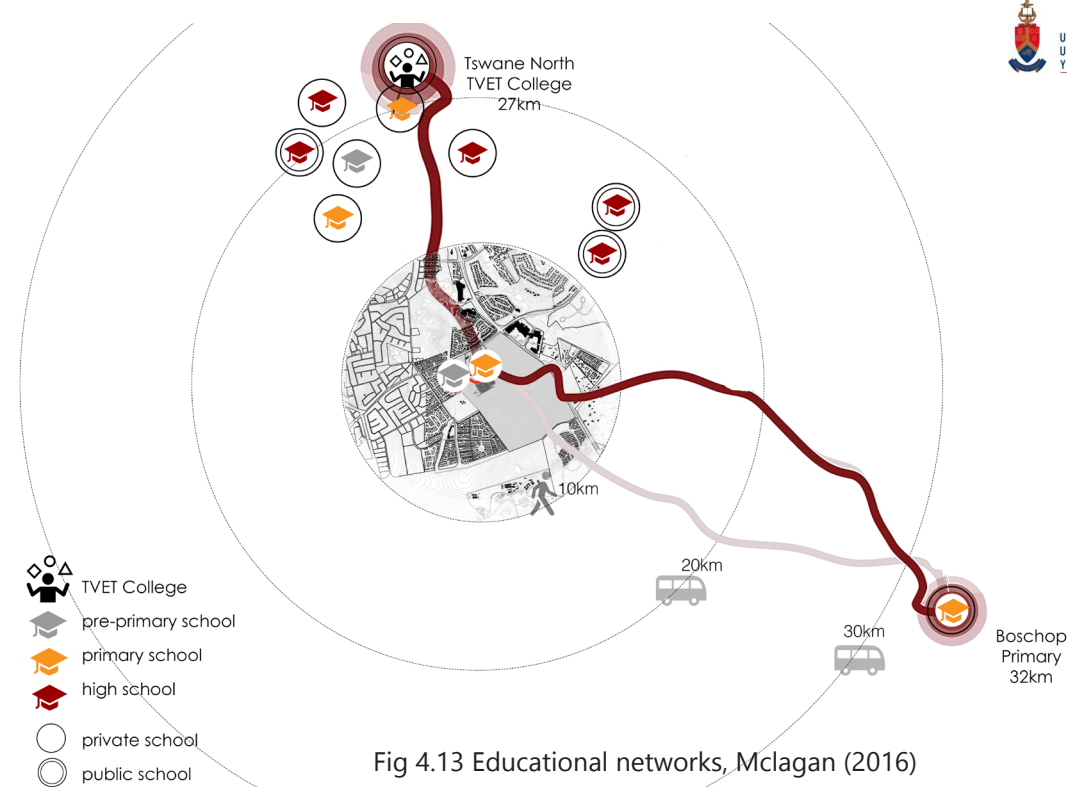 Tswane North
TVET College
27km
10km
20km
30km
Boschop
Primary
32km
TVET College
pre-primary school
primary school
high school
private school
public school
Fig 4.13 Educational networks, Mclagan (2016)
U
U
Y